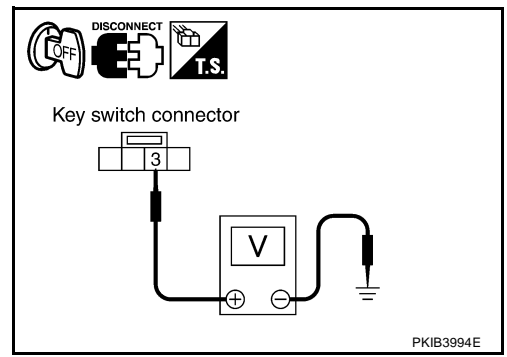 DISCONNECT
OFF
T.S.
Key switch connector
3
V
+ −
PKIB3994E